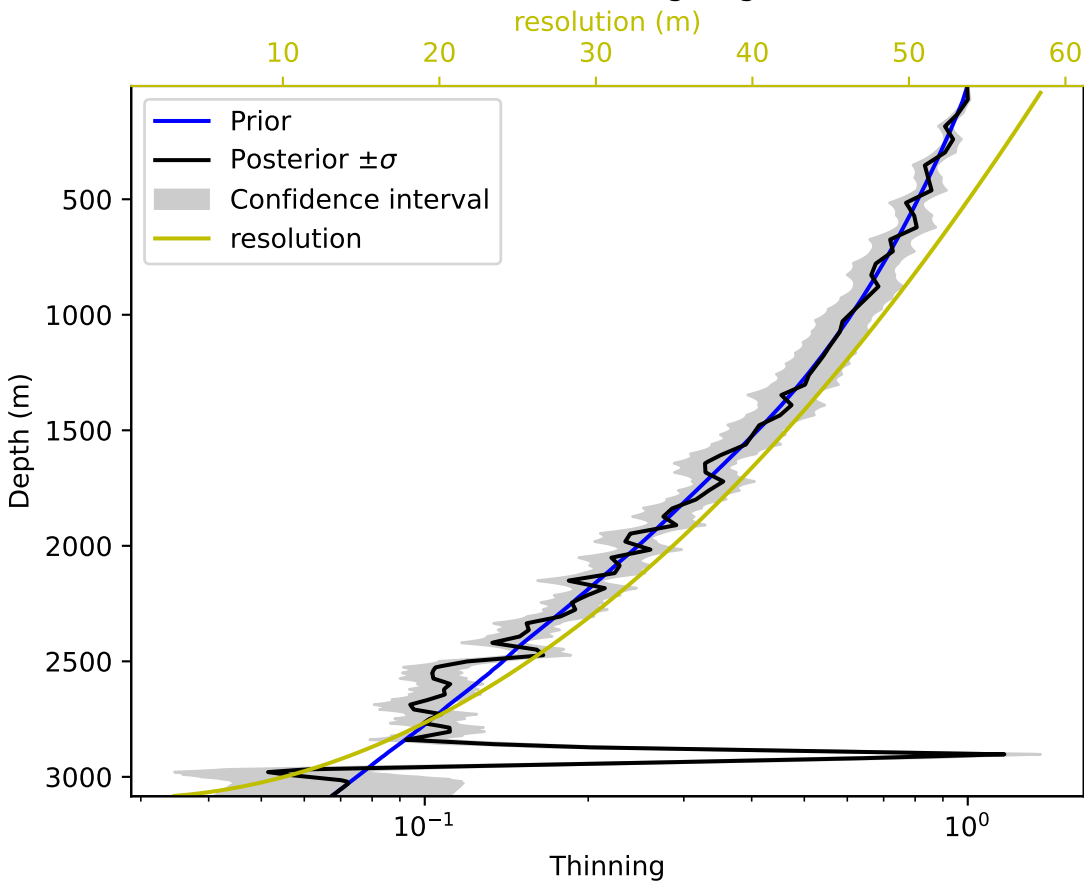 resolution (m)
10 20 30 40 50 60
Prior
Posterior ±σ
Confidence interval
resolution
500
1000
1500
2000
2500
3000
Depth (m)
10⁻¹ 10⁰
Thinning